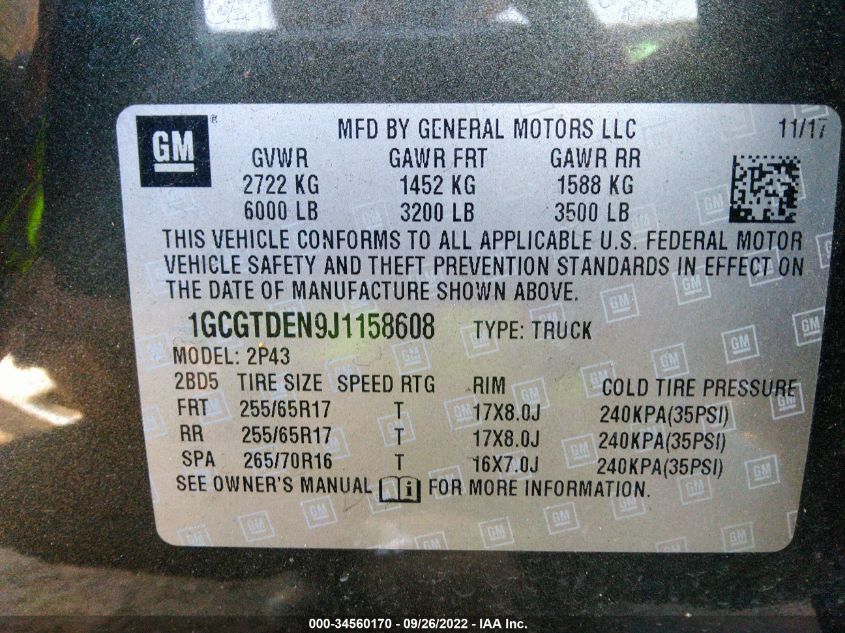 GM ® MFD BY GENERAL MOTORS LLC 11/17
GVWR GAWR FRT GAWR RR
2722 KG 1452 KG 1588 KG
6000 LB 3200 LB 3500 LB
THIS VEHICLE CONFORMS TO ALL APPLICABLE U.S. FEDERAL MOTOR
VEHICLE SAFETY AND THEFT PREVENTION STANDARDS IN EFFECT ON
THE DATE OF MANUFACTURE SHOWN ABOVE.
1GCGTDEN9J1158608 TYPE: TRUCK
MODEL: 2P43
2BD5 TIRE SIZE SPEED RTG RIM COLD TIRE PRESSURE
FRT 255/65R17 T 17X8.0J 240KPA(35PSI)
RR 255/65R17 T 17X8.0J 240KPA(35PSI)
SPA 265/70R16 T 16X7.0J 240KPA(35PSI)
SEE OWNER'S MANUAL i FOR MORE INFORMATION.
000-34560170 - 09/26/2022 - IAA Inc.